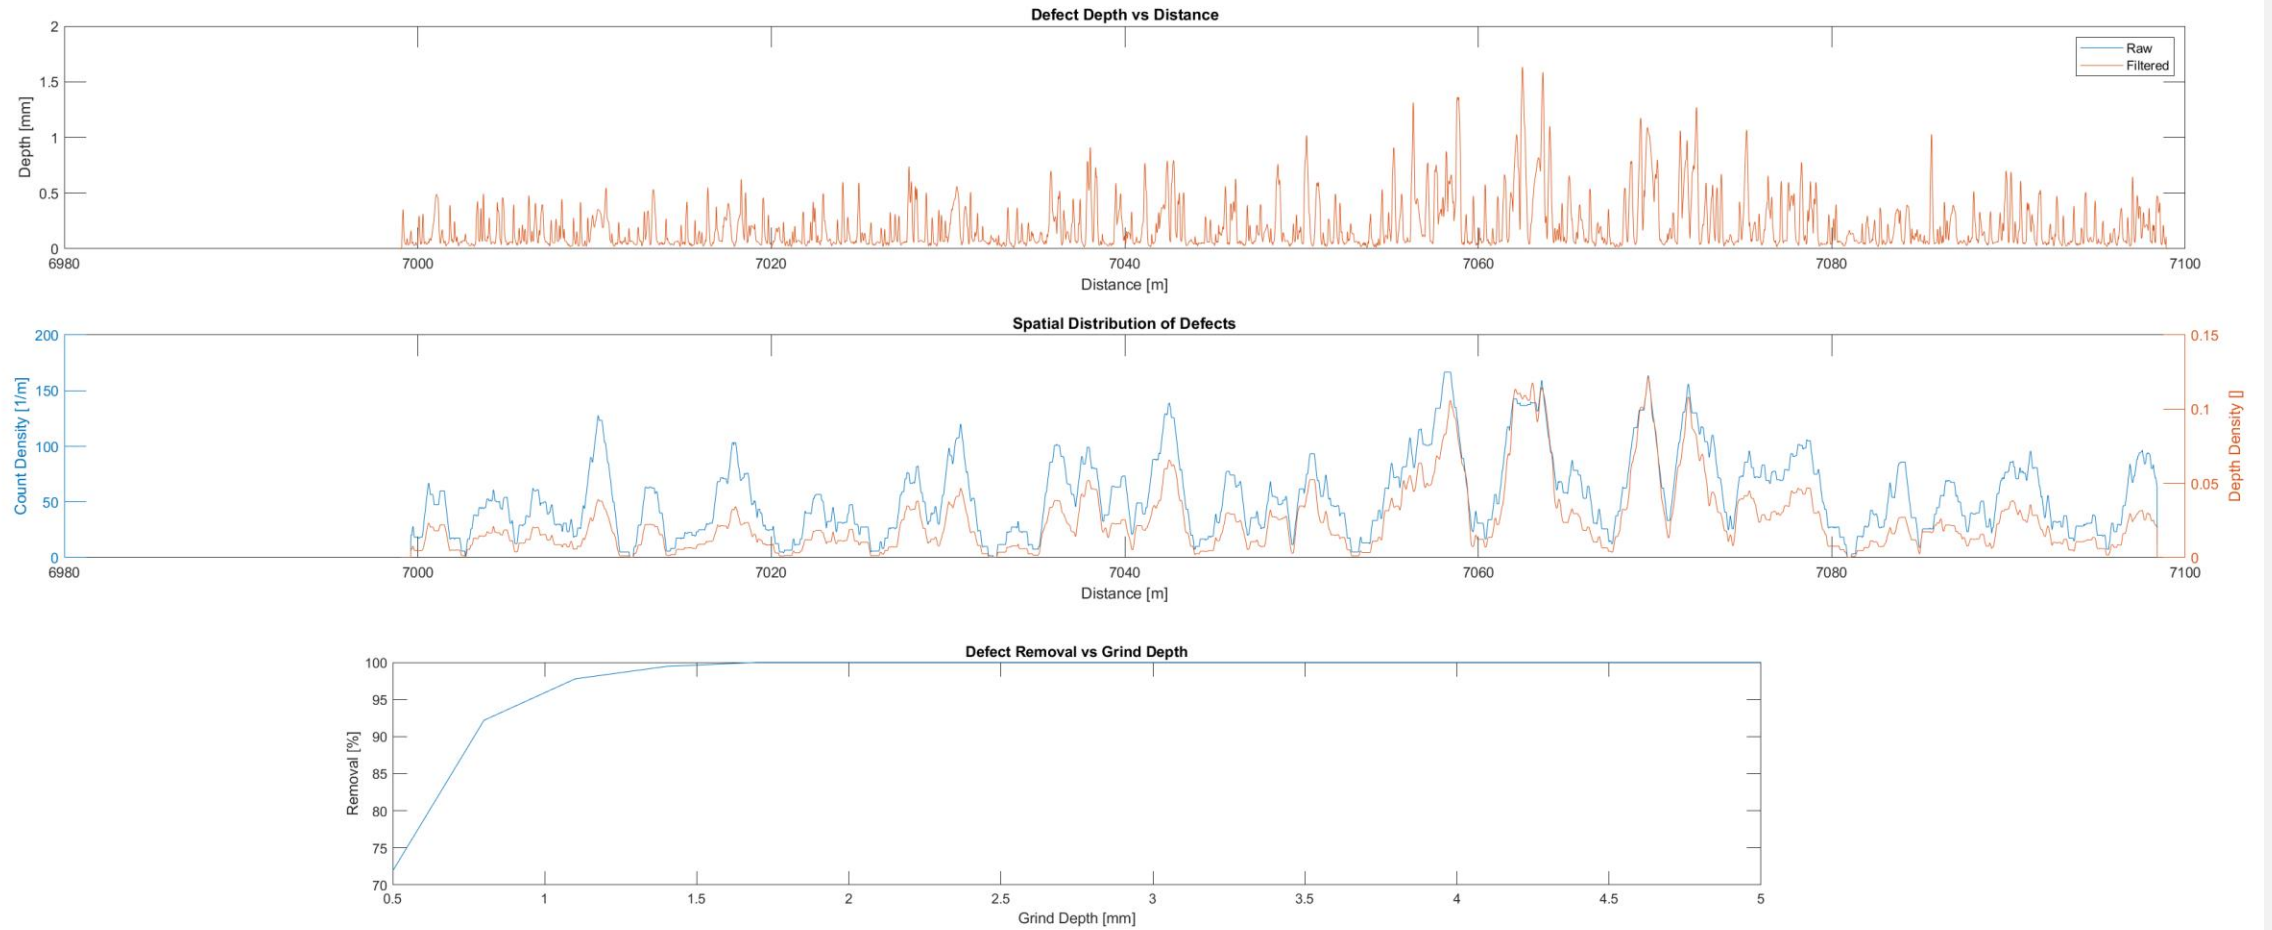 Defect Depth vs Distance
2
1.5
1
0.5
0
Depth [mm]
Raw
Filtered
6980 7000 7020 7040 7060 7080 7100
Distance [m]
Spatial Distribution of Defects
200
150
100
50
0
Count Density [1/m]
0.15
0.1
0.05
0
Depth Density []
6980 7000 7020 7040 7060 7080 7100
Distance [m]
Defect Removal vs Grind Depth
100
95
90
85
80
75
70
Removal [%]
0.5 1 1.5 2 2.5 3 3.5 4 4.5 5
Grind Depth [mm]